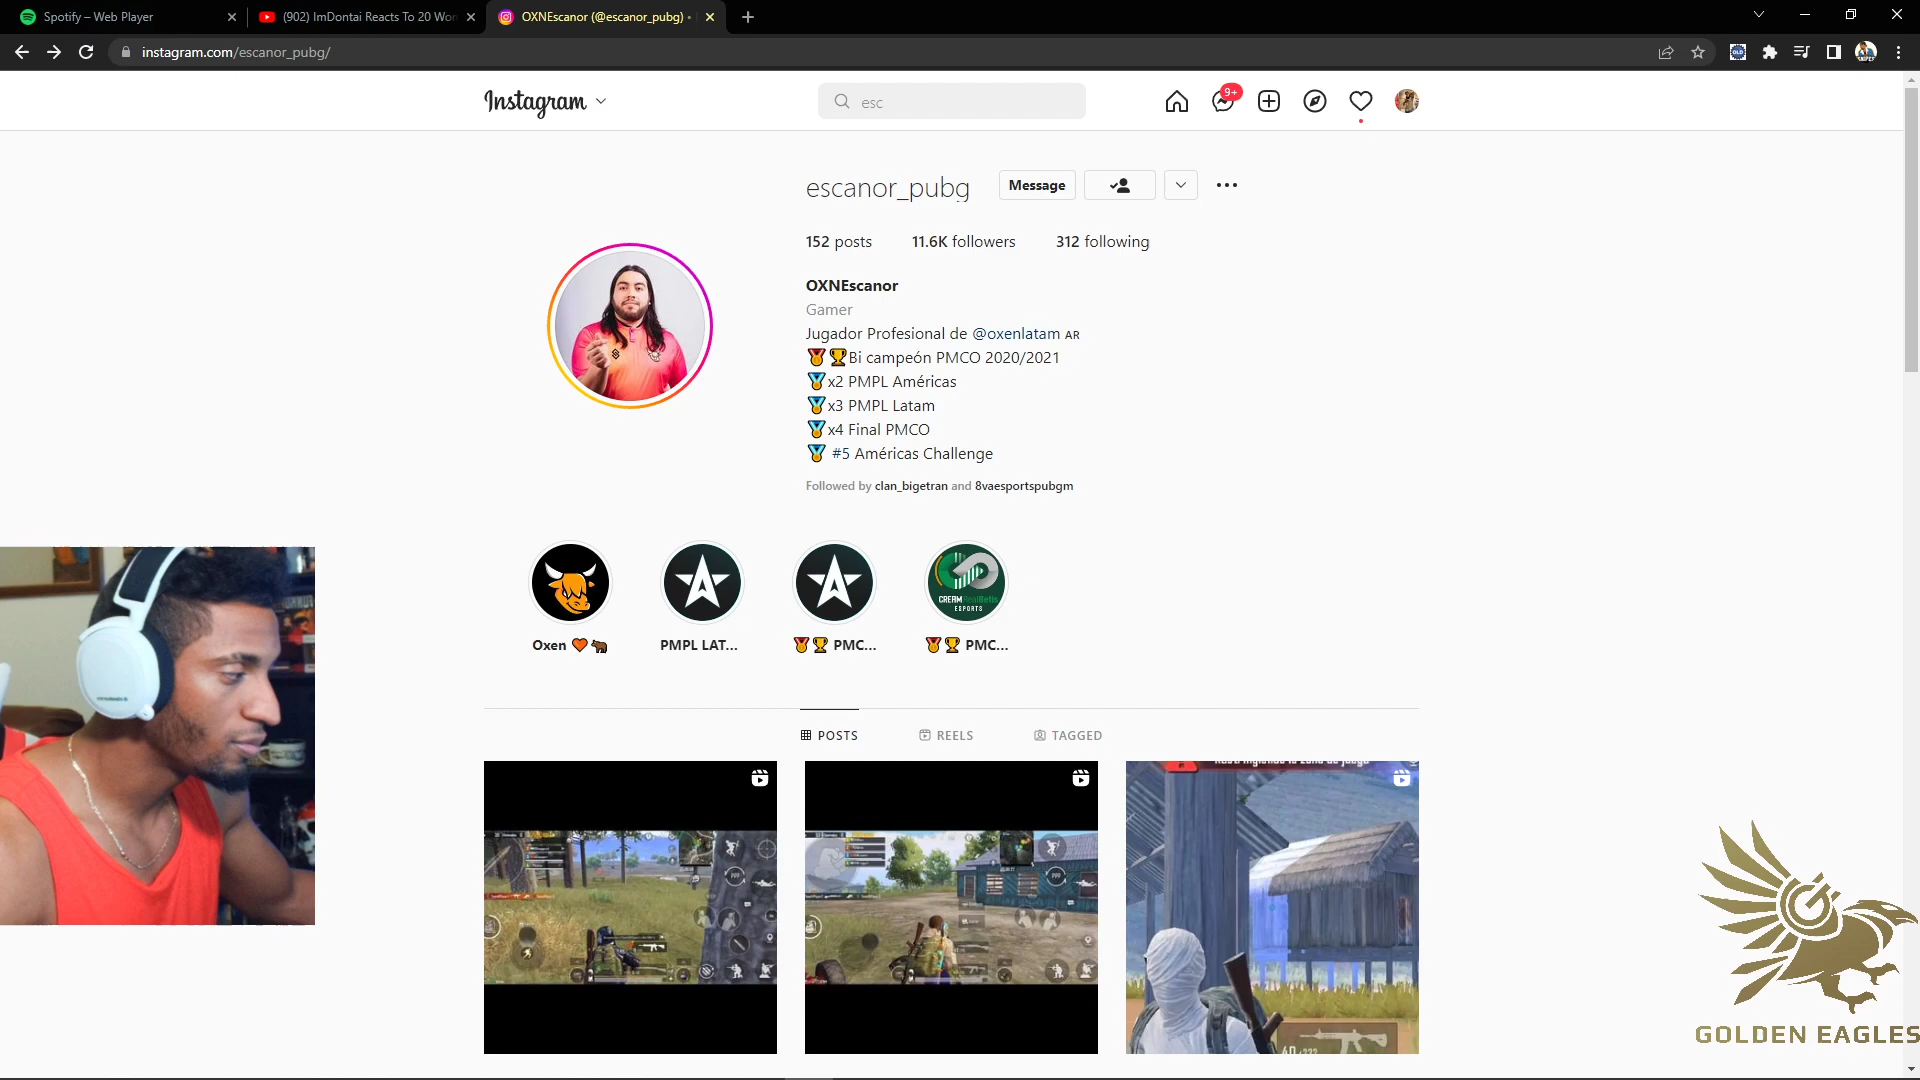 Spotify – Web Player
(902) ImDontai Reacts To 20 Wor
OXNEscanor (@escanor_pubg) •
instagram.com/escanor_pubg/
Instagram
esc
9+
escanor_pubg
Message
152 posts
11.6K followers
312 following
OXNEscanor
Gamer
Jugador Profesional de @oxenlatam AR
🏅🏆Bi campeón PMCO 2020/2021
🏅x2 PMPL Américas
🏅x3 PMPL Latam
🏅x4 Final PMCO
🏅 #5 Américas Challenge
Followed by clan_bigetran and 8vaesportspubgm
CREAM RealBetis
ESPORTS
Oxen 🧡🐂
PMPL LAT...
🏅🏆 PMC...
🏅🏆 PMC...
POSTS
REELS
TAGGED
GOLDEN EAGLES